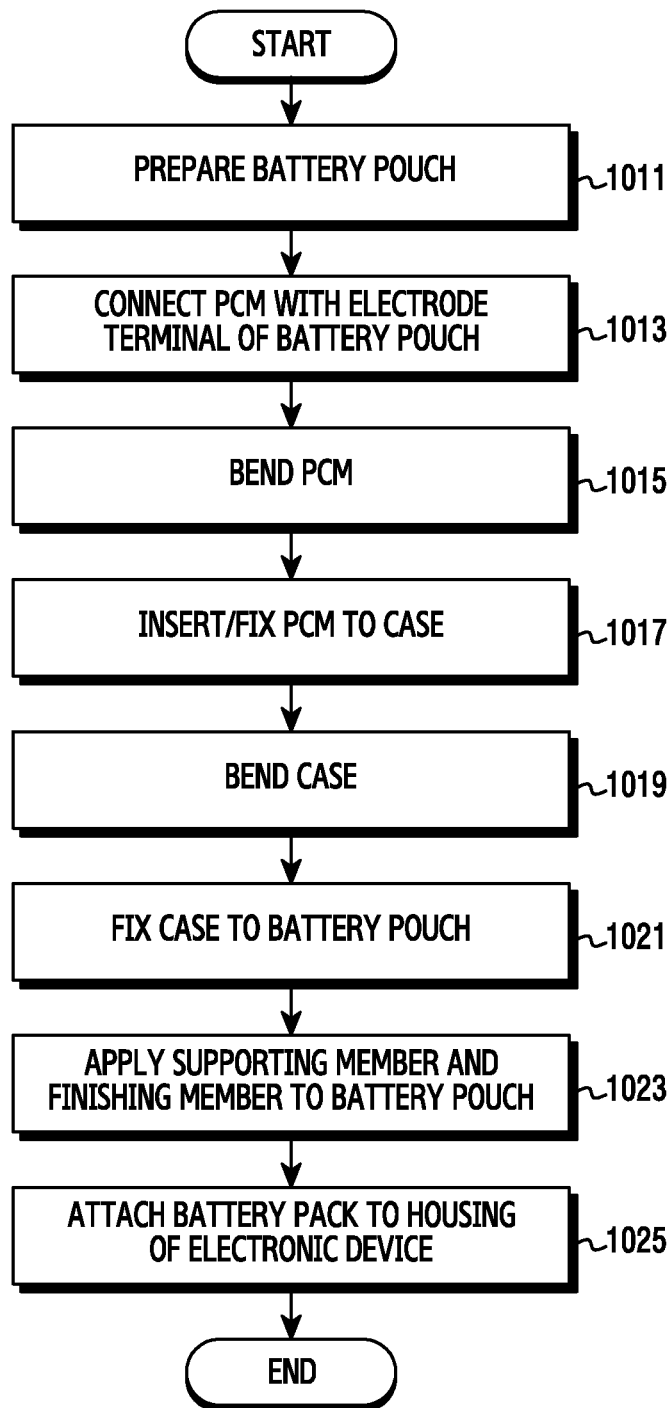 START
PREPARE BATTERY POUCH
1011
CONNECT PCM WITH ELECTRODE
TERMINAL OF BATTERY POUCH
1013
BEND PCM
1015
INSERT/FIX PCM TO CASE
1017
BEND CASE
1019
FIX CASE TO BATTERY POUCH
1021
APPLY SUPPORTING MEMBER AND
FINISHING MEMBER TO BATTERY POUCH
1023
ATTACH BATTERY PACK TO HOUSING
OF ELECTRONIC DEVICE
1025
END